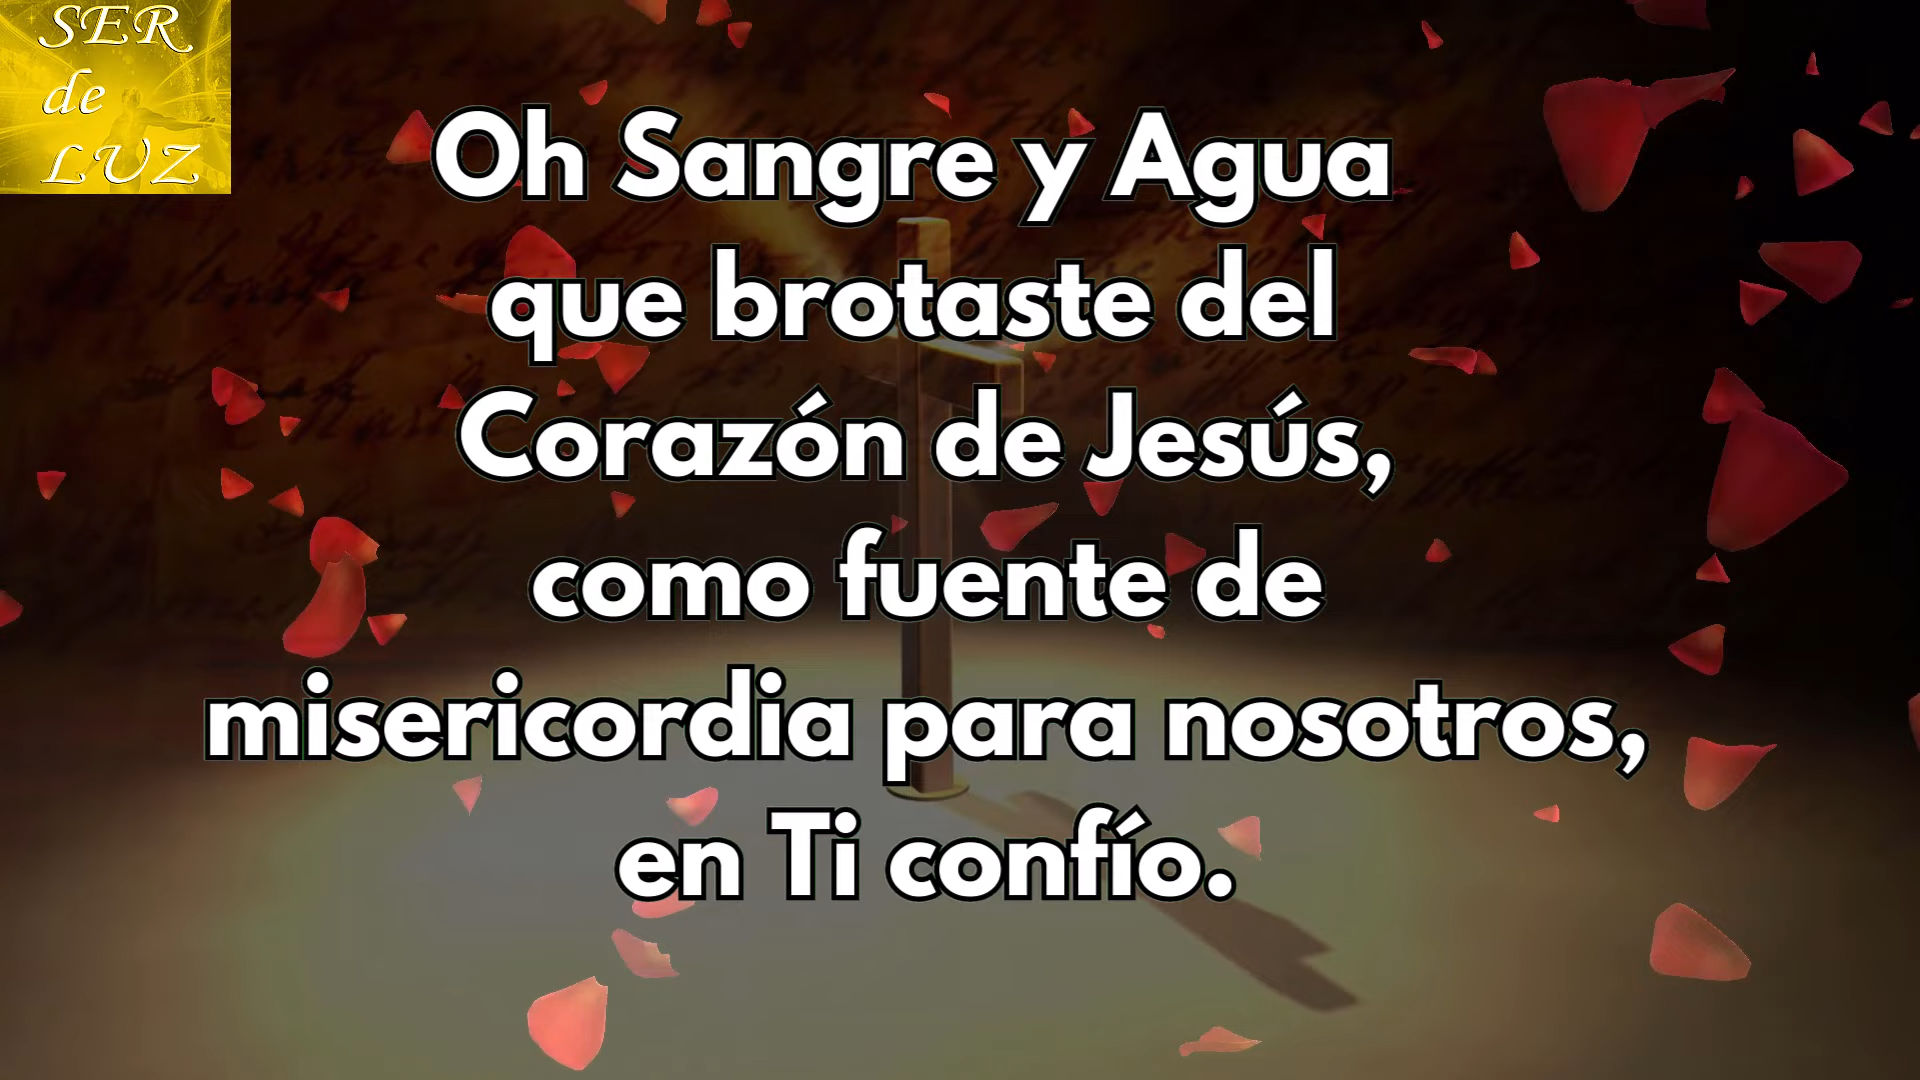 SER
de
LUZ
Oh Sangre y Agua
que brotaste del
Corazón de Jesús,
como fuente de
misericordia para nosotros,
en Ti confío.